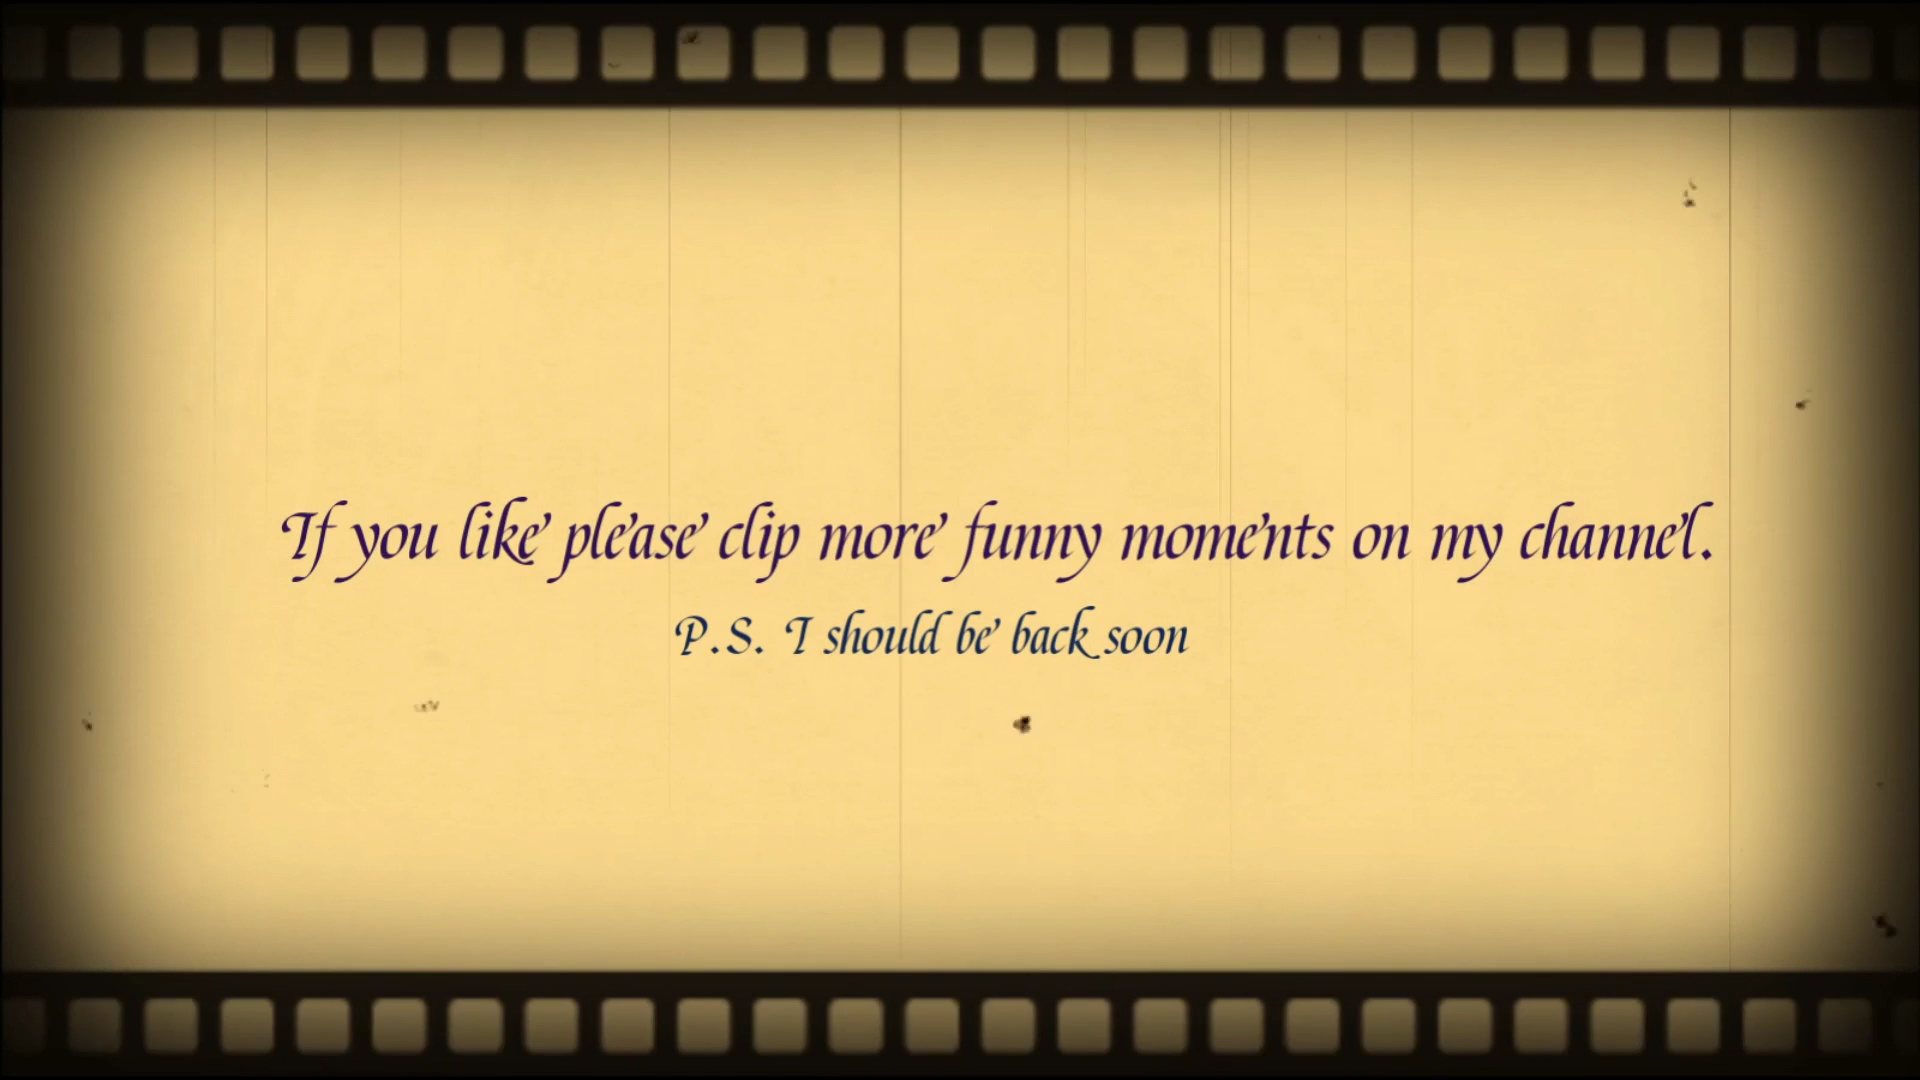 If you like please clip more funny moments on my channel.
P.S. I should be back soon